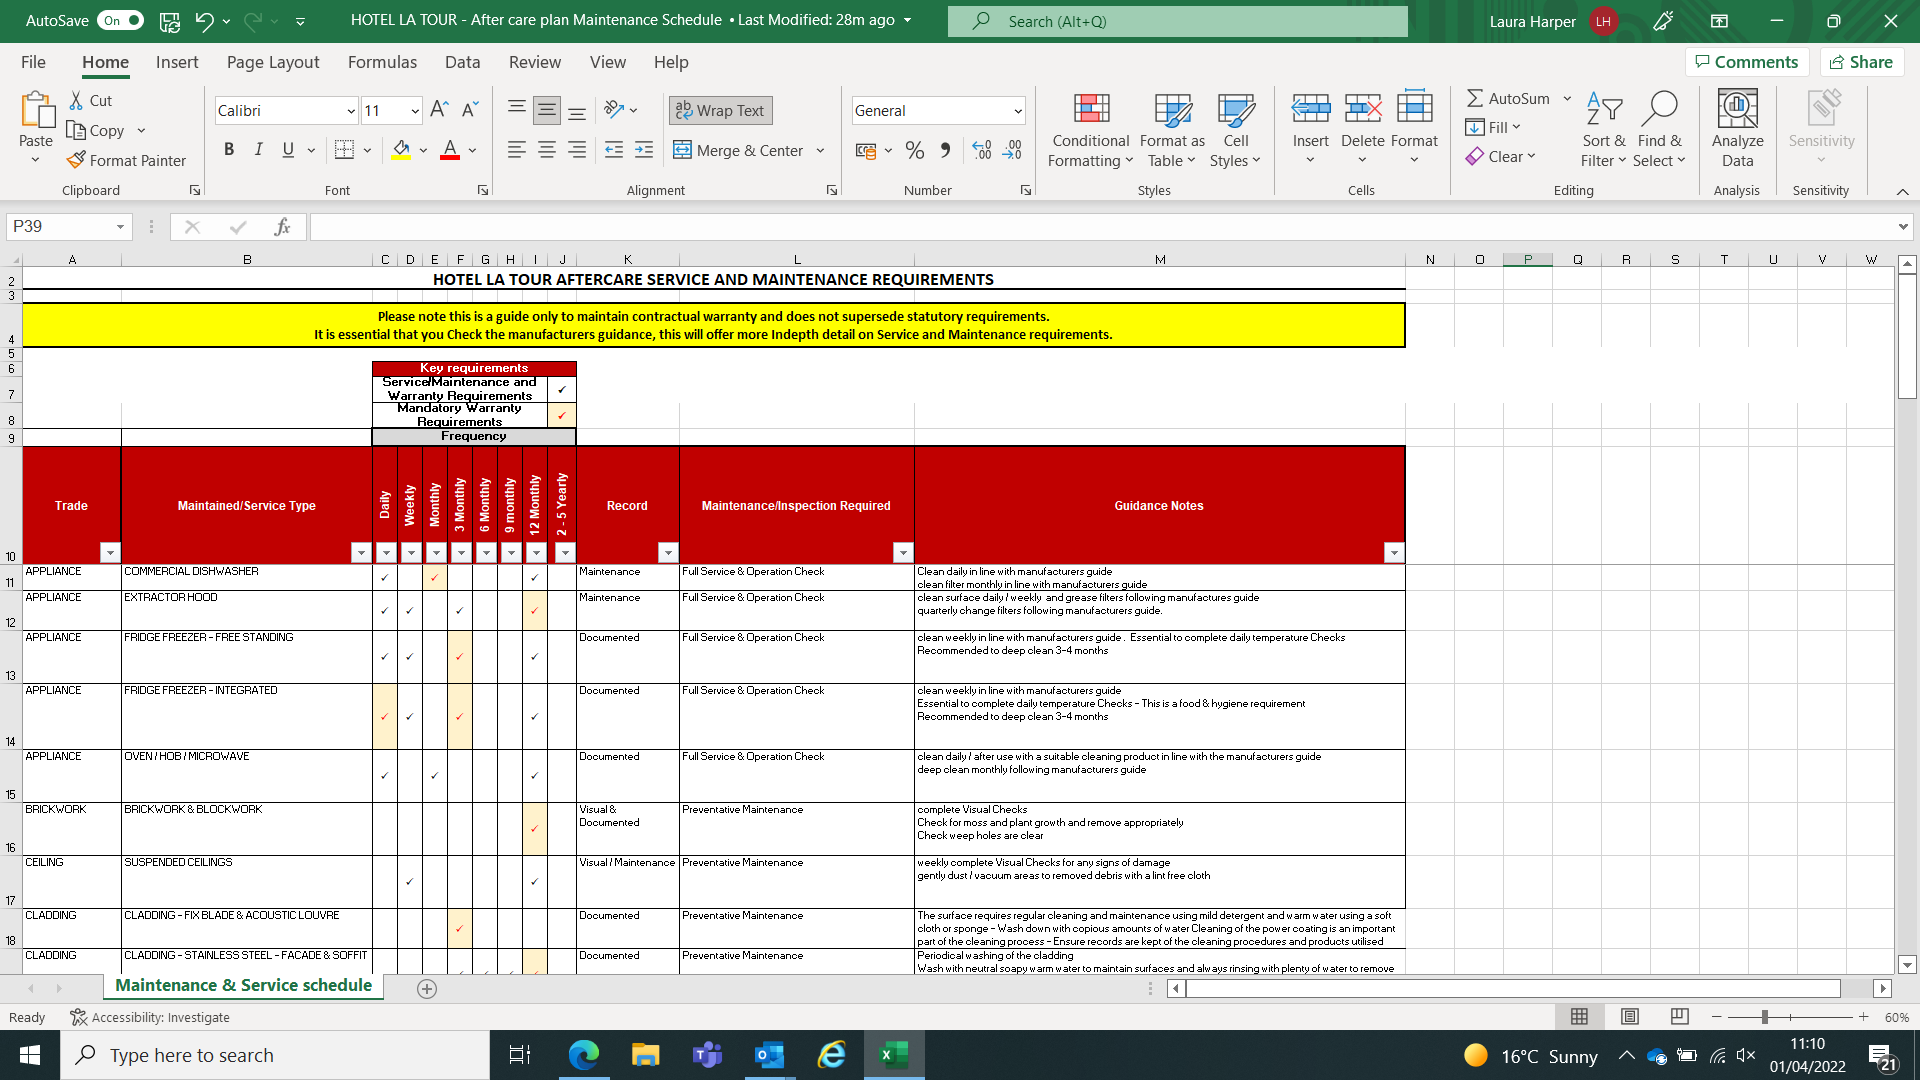 AutoSave On HOTEL LA TOUR - After care plan Maintenance Schedule • Last Modified: 28m ago Search (Alt+Q) Laura Harper LH
File Home Insert Page Layout Formulas Data Review View Help Comments Share
Paste Cut Copy Format Painter Clipboard
Calibri 11 B I U Font
Wrap Text Merge & Center Alignment
General Number
Conditional Formatting Format as Table Cell Styles Styles
Insert Delete Format Cells
AutoSum Fill Clear Sort & Filter Find & Select Editing
Analyze Data Analysis
Sensitivity Sensitivity
P39 fx
A B C D E F G H I J K L M N O P Q R S T U V W
2 HOTEL LA TOUR AFTERCARE SERVICE AND MAINTENANCE REQUIREMENTS
3
4 Please note this is a guide only to maintain contractual warranty and does not supersede statutory requirements.
It is essential that you Check the manufacturers guidance, this will offer more Indepth detail on Service and Maintenance requirements.
5
6 Key requirements
7 Service/Maintenance and Warranty Requirements ✓
8 Mandatory Warranty Requirements ✓
9 Frequency
10 Trade Maintained/Service Type Daily Weekly Monthly 3 Monthly 6 Monthly 9 monthly 12 Monthly 2 - 5 Yearly Record Maintenance/Inspection Required Guidance Notes
11 APPLIANCE COMMERCIAL DISHWASHER ✓ ✓ ✓ Maintenance Full Service & Operation Check Clean daily in line with manufacturers guide
clean filter monthly in line with manufacturers guide
12 APPLIANCE EXTRACTOR HOOD ✓ ✓ ✓ ✓ Maintenance Full Service & Operation Check clean surface daily / weekly and grease filters following manufactures guide
quarterly change filters following manufacturers guide.
13 APPLIANCE FRIDGE FREEZER - FREE STANDING ✓ ✓ ✓ ✓ Documented Full Service & Operation Check clean weekly in line with manufacturers guide . Essential to complete daily temperature Checks
Recommended to deep clean 3-4 months
14 APPLIANCE FRIDGE FREEZER - INTEGRATED ✓ ✓ ✓ ✓ Documented Full Service & Operation Check clean weekly in line with manufacturers guide
Essential to complete daily temperature Checks - This is a food & hygiene requirement
Recommended to deep clean 3-4 months
15 APPLIANCE OVEN / HOB / MICROWAVE ✓ ✓ ✓ Documented Full Service & Operation Check clean daily / after use with a suitable cleaning product in line with the manufacturers guide
deep clean monthly following manufacturers guide
16 BRICKWORK BRICKWORK & BLOCKWORK ✓ Visual & Documented Preventative Maintenance complete Visual Checks
Check for moss and plant growth and remove appropriately
Check weep holes are clear
17 CEILING SUSPENDED CEILINGS ✓ ✓ Visual / Maintenance Preventative Maintenance weekly complete Visual Checks for any signs of damage
gently dust / vacuum areas to removed debris with a lint free cloth
18 CLADDING CLADDING - FIX BLADE & ACOUSTIC LOUVRE ✓ Documented Preventative Maintenance The surface requires regular cleaning and maintenance using mild detergent and warm water using a soft
cloth or sponge - Wash down with copious amounts of water Cleaning of the power coating is an important
part of the cleaning process - Ensure records are kept of the cleaning procedures and products utilised
CLADDING CLADDING - STAINLESS STEEL - FACADE & SOFFIT Documented Preventative Maintenance Periodical washing of the cladding
Wash with neutral soapy warm water to maintain surfaces and always rinsing with plenty of water to remove
Maintenance & Service schedule
Ready Accessibility: Investigate 60%
Type here to search 16°C Sunny 11:10
01/04/2022 21